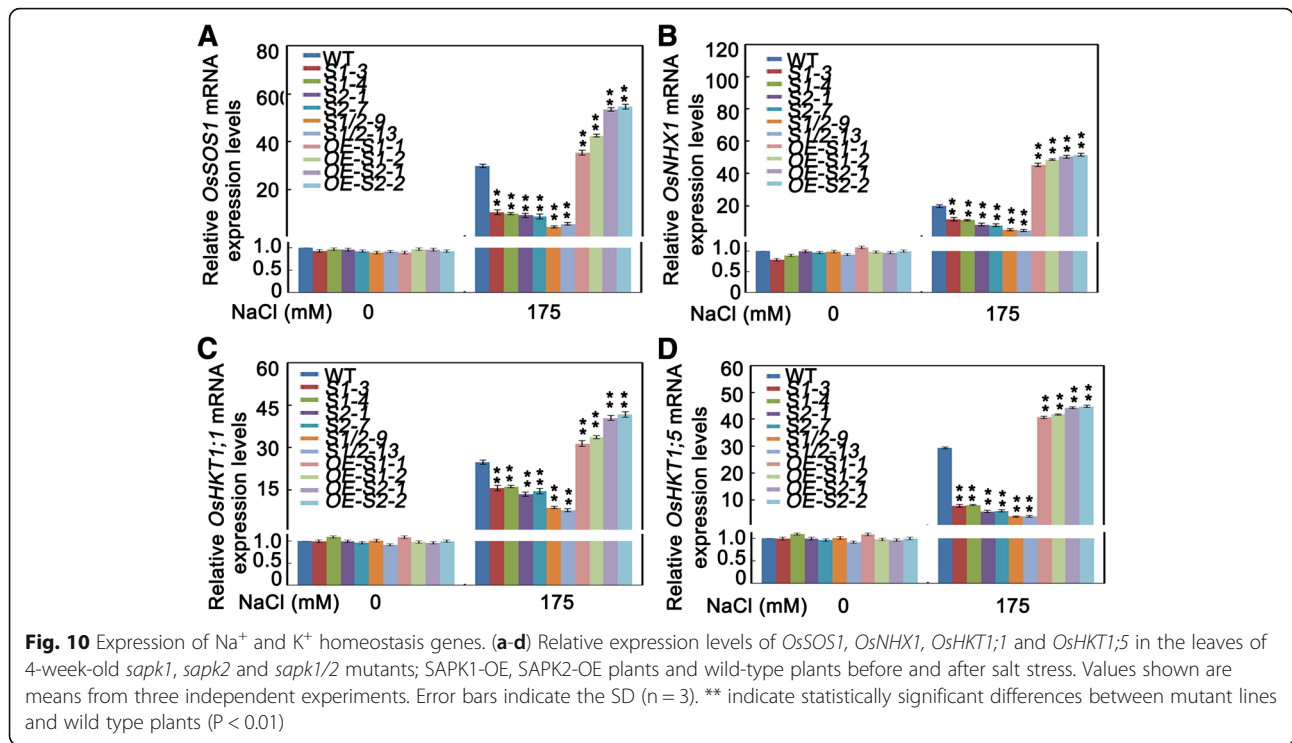 A
Relative OsSOS1 mRNA
expression levels
80
60
40
20
1.0
0.5
0
WT
S1-3
S1-4
S2-1
S2-7
S1/2-9
S1/2-13
OE-S1-1
OE-S1-2
OE-S2-1
OE-S2-2
** ** ** ** ** ** ** ** ** **
NaCl (mM) 0 175
B
Relative OsNHX1 mRNA
expression levels
120
100
80
60
40
20
1.0
0.5
0
WT
S1-3
S1-4
S2-1
S2-7
S1/2-9
S1/2-13
OE-S1-1
OE-S1-2
OE-S2-1
OE-S2-2
** ** ** ** ** ** ** ** ** **
NaCl (mM) 0 175
C
Relative OsHKT1;1 mRNA
expression levels
60
45
30
15
1.0
0.5
0
WT
S1-3
S1-4
S2-1
S2-7
S1/2-9
S1/2-13
OE-S1-1
OE-S1-2
OE-S2-1
OE-S2-2
** ** ** ** ** ** ** ** ** **
NaCl (mM) 0 175
D
Relative OsHKT1;5 mRNA
expression levels
60
50
40
30
20
10
1.0
0.5
0
WT
S1-3
S1-4
S2-1
S2-7
S1/2-9
S1/2-13
OE-S1-1
OE-S1-2
OE-S2-1
OE-S2-2
** ** ** ** ** ** ** ** ** **
NaCl (mM) 0 175
Fig. 10 Expression of Na⁺ and K⁺ homeostasis genes. (a-d) Relative expression levels of OsSOS1, OsNHX1, OsHKT1;1 and OsHKT1;5 in the leaves of
4-week-old sapk1, sapk2 and sapk1/2 mutants; SAPK1-OE, SAPK2-OE plants and wild-type plants before and after salt stress. Values shown are
means from three independent experiments. Error bars indicate the SD (n = 3). ** indicate statistically significant differences between mutant lines
and wild type plants (P < 0.01)